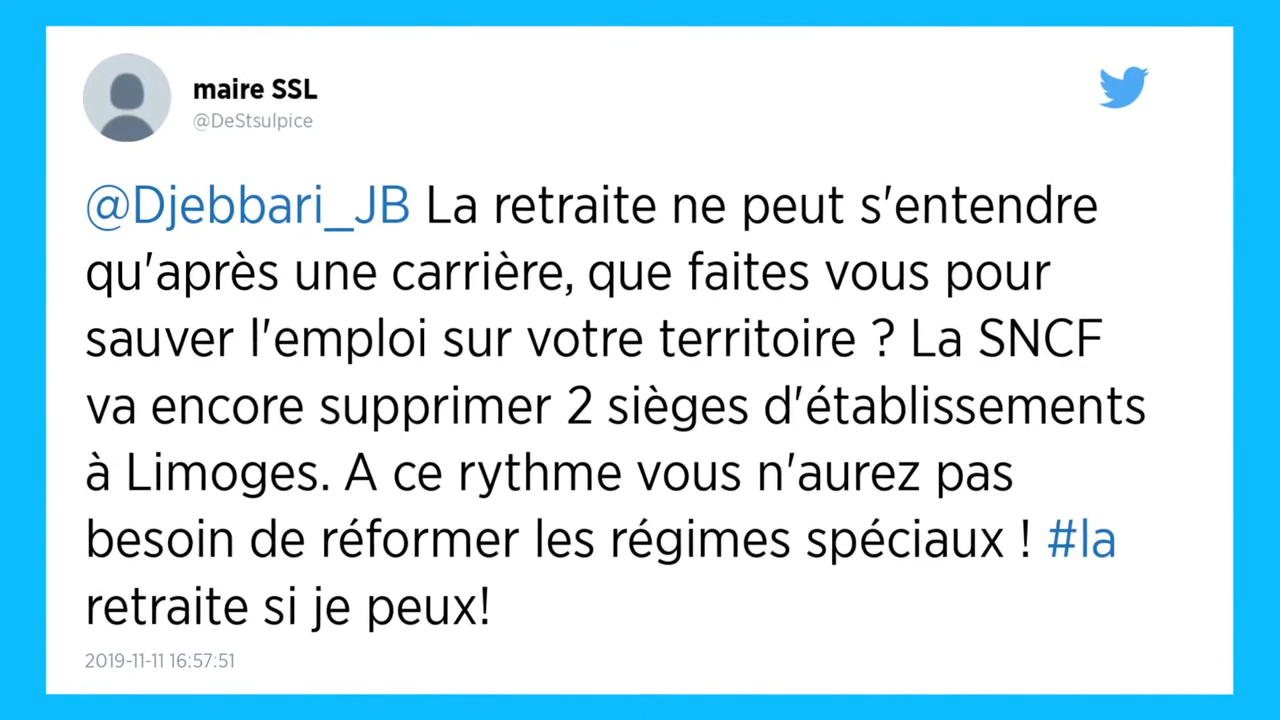 maire SSL
@DeStsulpice
@Djebbari_JB La retraite ne peut s'entendre
qu'après une carrière, que faites vous pour
sauver l'emploi sur votre territoire ? La SNCF
va encore supprimer 2 sièges d'établissements
à Limoges. A ce rythme vous n'aurez pas
besoin de réformer les régimes spéciaux ! #la
retraite si je peux!
2019-11-11 16:57:51